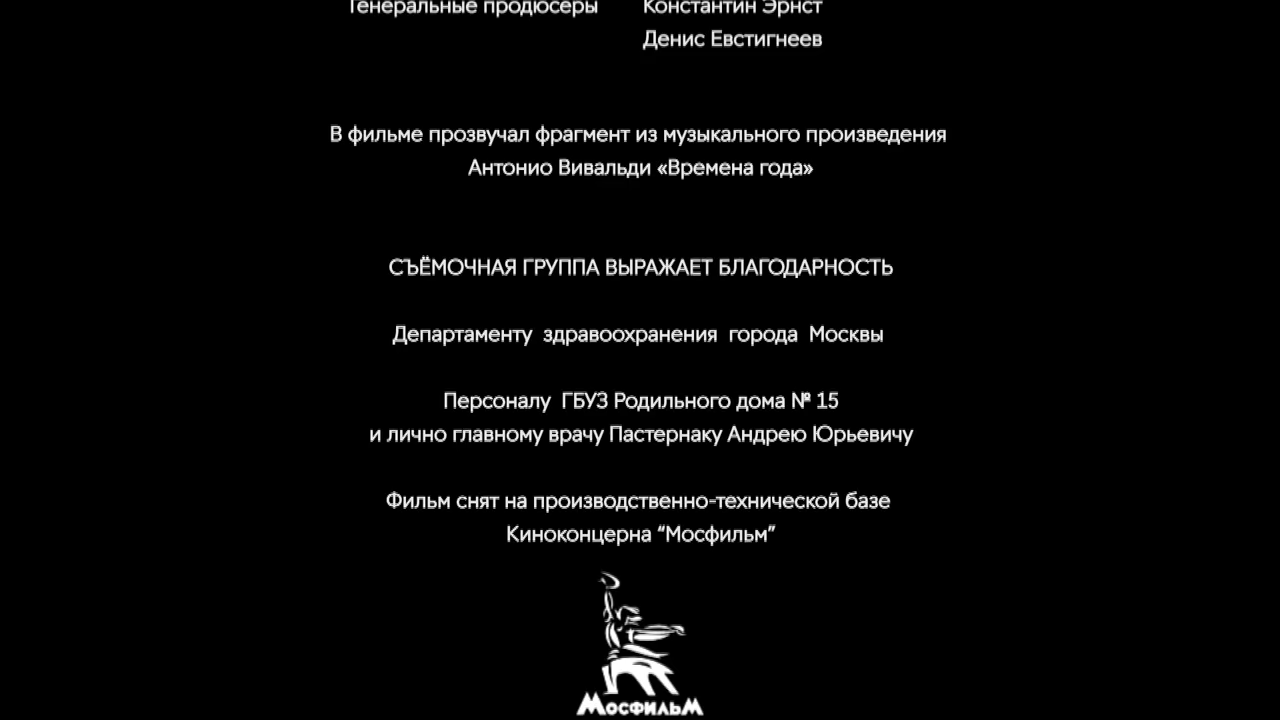 Генеральные продюсеры Константин Эрнст
Денис Евстигнеев
В фильме прозвучал фрагмент из музыкального произведения
Антонио Вивальди «Времена года»
СЪЁМОЧНАЯ ГРУППА ВЫРАЖАЕТ БЛАГОДАРНОСТЬ
Департаменту здравоохранения города Москвы
Персоналу ГБУЗ Родильного дома № 15
и лично главному врачу Пастернаку Андрею Юрьевичу
Фильм снят на производственно-технической базе
Киноконцерна “Мосфильм”
МОСФИЛЬМ